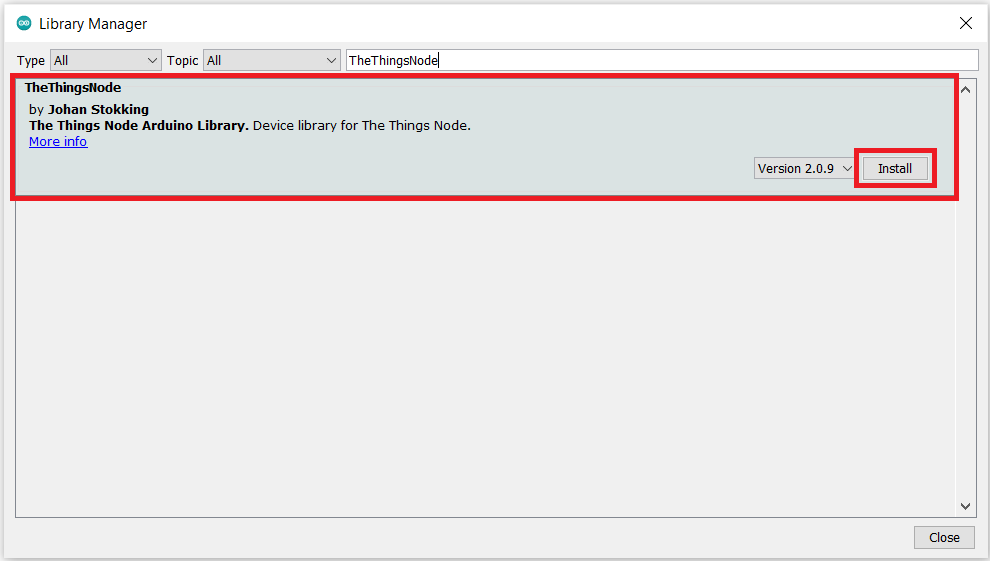 Library Manager
Type All Topic All TheThingsNode
TheThingsNode
by Johan Stokking
The Things Node Arduino Library. Device library for The Things Node.
More info
Version 2.0.9 Install
Close